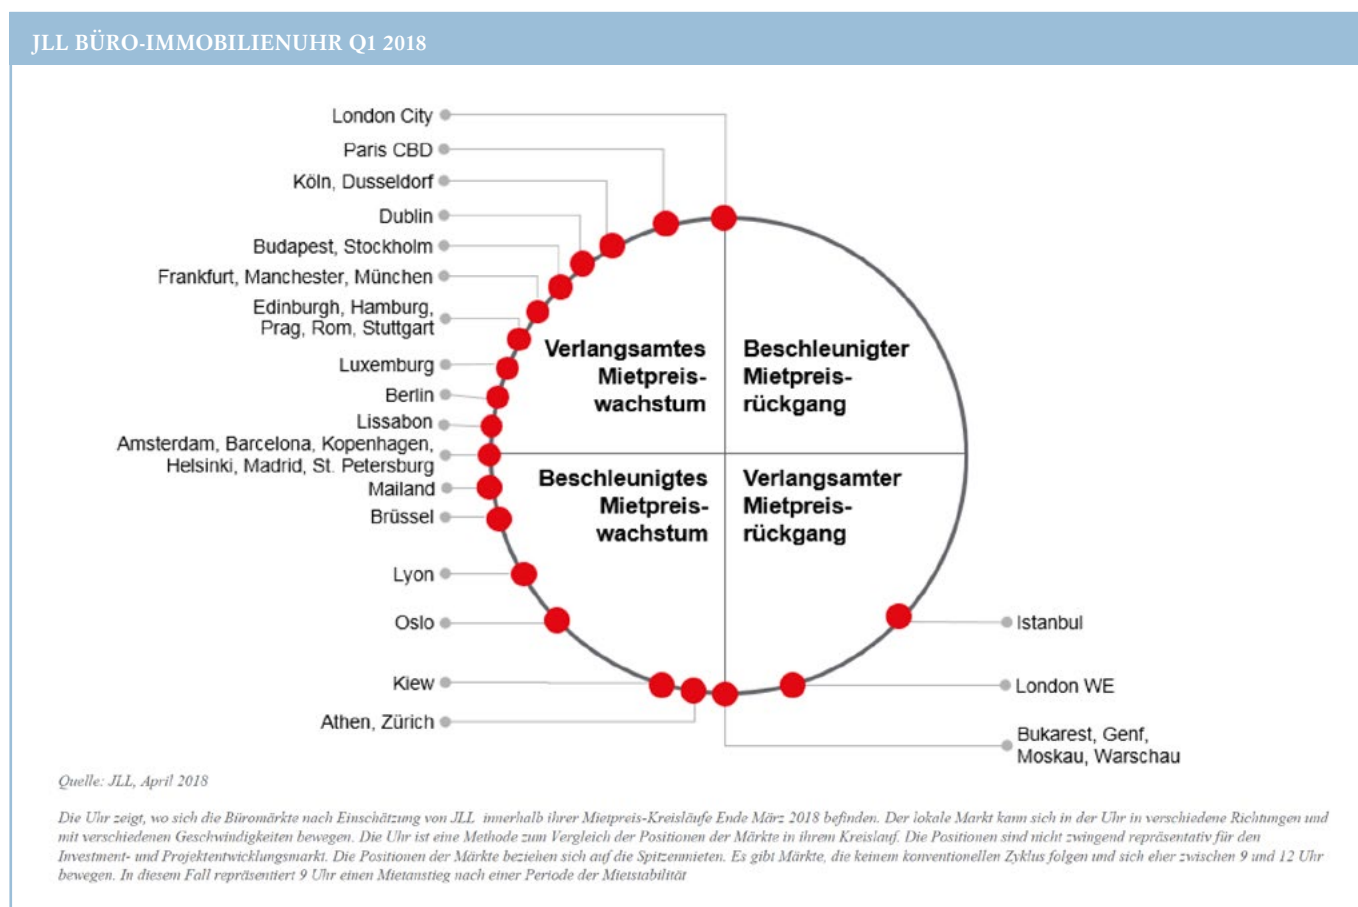 JLL BÜRO-IMMOBILIENUHR Q1 2018
London City
Paris CBD
Köln, Dusseldorf
Dublin
Budapest, Stockholm
Frankfurt, Manchester, München
Edinburgh, Hamburg,
Prag, Rom, Stuttgart
Luxemburg
Berlin
Lissabon
Amsterdam, Barcelona, Kopenhagen,
Helsinki, Madrid, St. Petersburg
Mailand
Brüssel
Lyon
Oslo
Kiew
Athen, Zürich
Verlangsamtes
Mietpreis-
wachstum
Beschleunigter
Mietpreis-
rückgang
Beschleunigtes
Mietpreis-
wachstum
Verlangsamter
Mietpreis-
rückgang
Istanbul
London WE
Bukarest, Genf,
Moskau, Warschau
Quelle: JLL, April 2018
Die Uhr zeigt, wo sich die Büromärkte nach Einschätzung von JLL innerhalb ihrer Mietpreis-Kreisläufe Ende März 2018 befinden. Der lokale Markt kann sich in der Uhr in verschiedene Richtungen und
mit verschiedenen Geschwindigkeiten bewegen. Die Uhr ist eine Methode zum Vergleich der Positionen der Märkte in ihrem Kreislauf. Die Positionen sind nicht zwingend repräsentativ für den
Investment- und Projektentwicklungsmarkt. Die Positionen der Märkte beziehen sich auf die Spitzenmieten. Es gibt Märkte, die keinem konventionellen Zyklus folgen und sich eher zwischen 9 und 12 Uhr
bewegen. In diesem Fall repräsentiert 9 Uhr einen Mietanstieg nach einer Periode der Mietstabilität